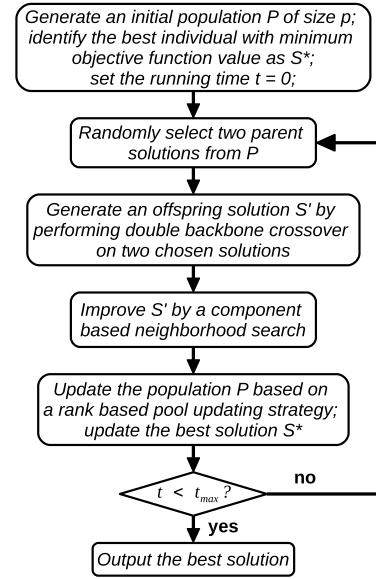 Generate an initial population P of size p;
identify the best individual with minimum
objective function value as S*;
set the running time t = 0;
Randomly select two parent
solutions from P
Generate an offspring solution S' by
performing double backbone crossover
on two chosen solutions
Improve S' by a component
based neighborhood search
Update the population P based on
a rank based pool updating strategy;
update the best solution S*
t < tmax?
no
yes
Output the best solution